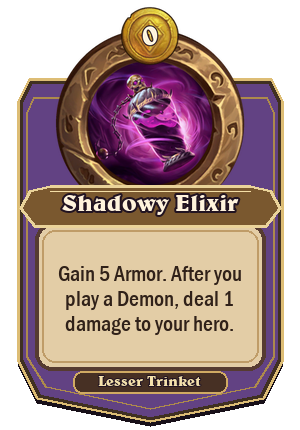 0
Shadowy Elixir
Gain 5 Armor. After you
play a Demon, deal 1
damage to your hero.
Lesser Trinket